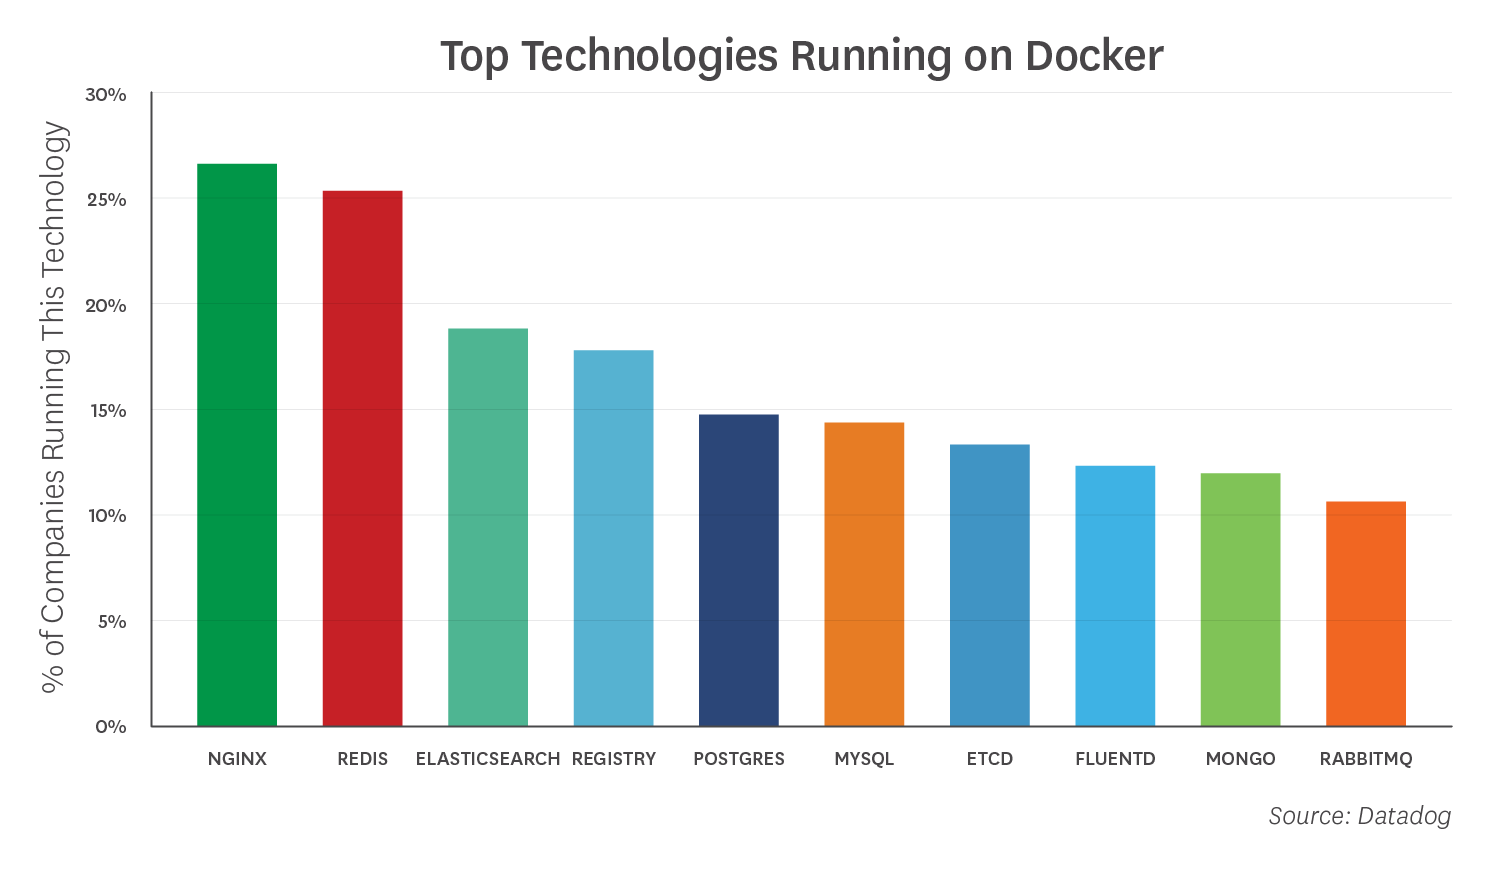 Top Technologies Running on Docker
% of Companies Running This Technology
30%
25%
20%
15%
10%
5%
0%
NGINX REDIS ELASTICSEARCH REGISTRY POSTGRES MYSQL ETCD FLUENTD MONGO RABBITMQ
Source: Datadog